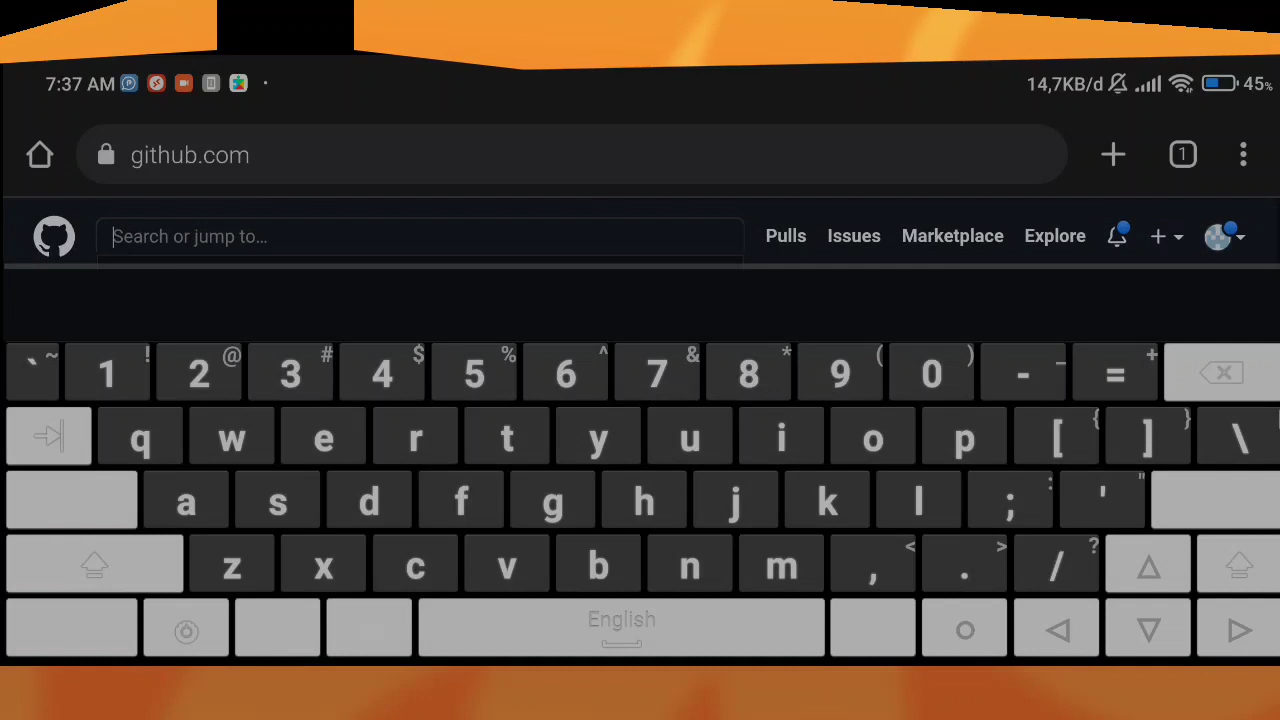 7:37 AM 14,7KB/d 45%
github.com 1
Search or jump to... Pulls Issues Marketplace Explore
` ~ 1 ! 2 @ 3 # 4 $ 5 % 6 ^ 7 & 8 * 9 ( 0 ) - _ = +
q w e r t y u i o p [ { ] } \
a s d f g h j k l ; : ' "
z x c v b n m , < . > / ?
English